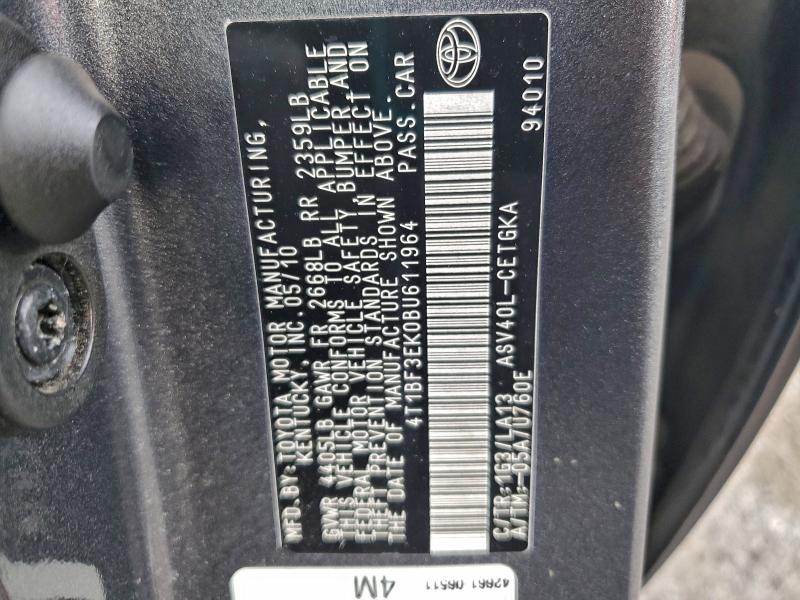 MFD. BY: TOYOTA MOTOR MANUFACTURING,
KENTUCKY, INC. 05/10
GVWR 4405LB GAWR FR 2668LB RR 2359LB
THIS VEHICLE CONFORMS TO ALL APPLICABLE
FEDERAL MOTOR VEHICLE SAFETY, BUMPER, AND
THEFT PREVENTION STANDARDS IN EFFECT ON
THE DATE OF MANUFACTURE SHOWN ABOVE.
4T1BF3EK0BU611964 PASS. CAR
C/TR: 1G3/LA13 ASV40L-CETGKA
A/TM: -05A/U760E 94010
42661 06511
4M